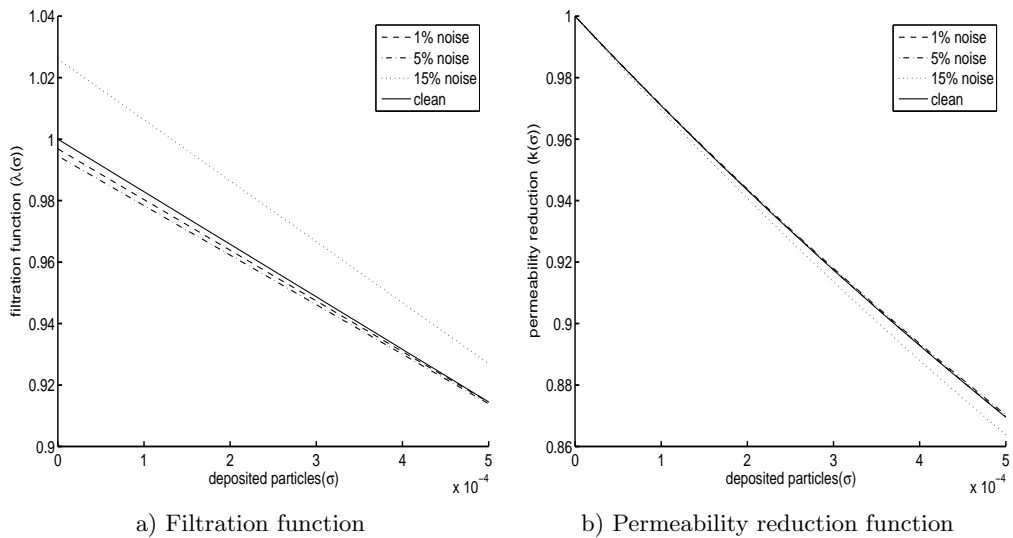 1.04
1.02
1
0.98
0.96
0.94
0.92
0.9
filtration function (λ(σ))
0
1
2
3
4
5
x 10⁻⁴
deposited particles(σ)
1% noise
5% noise
15% noise
clean
a) Filtration function
1
0.98
0.96
0.94
0.92
0.9
0.88
0.86
permeability reduction (k(σ))
0
1
2
3
4
5
x 10⁻⁴
deposited particles(σ)
1% noise
5% noise
15% noise
clean
b) Permeability reduction function